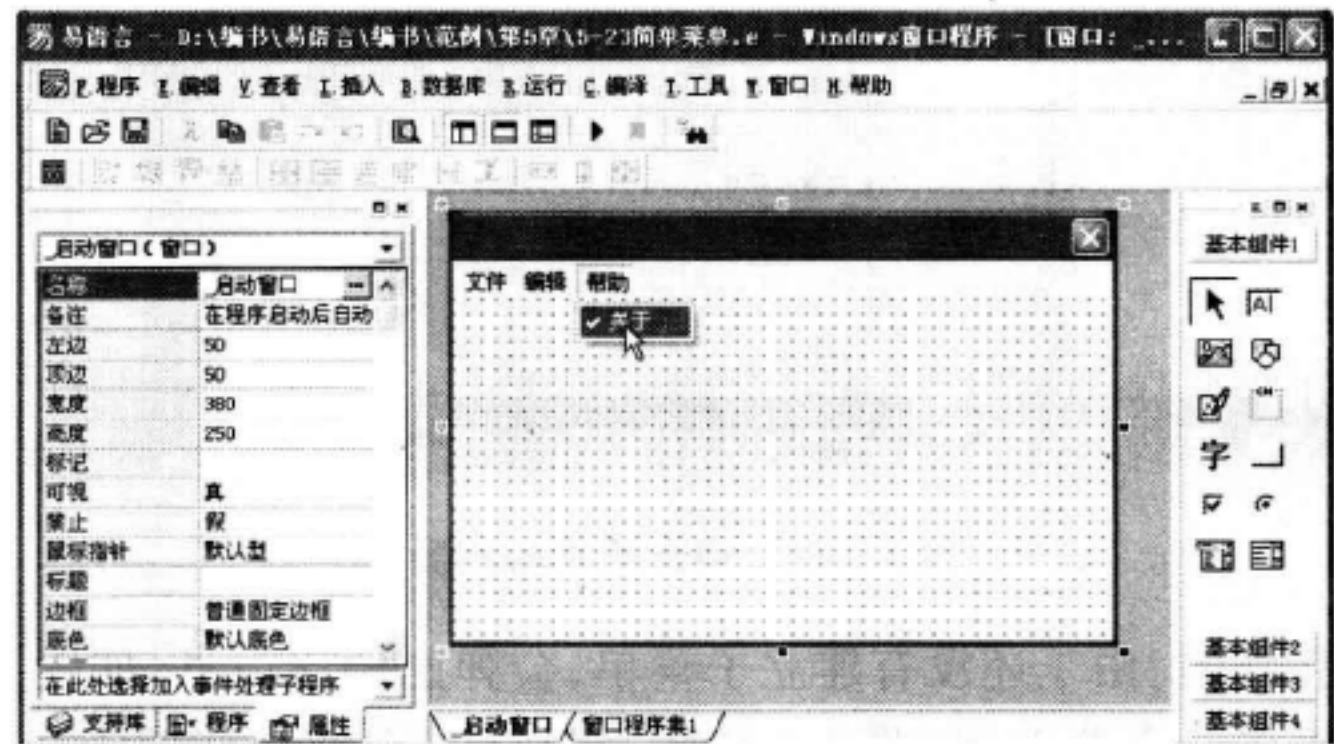 易语言 - D:\编书\易语言\编书\范例\第5章\5-23简单菜单.e - Windows窗口程序 - [窗口: _...
F.程序 E.编辑 V.查看 I.插入 B.数据库 R.运行 C.编译 T.工具 W.窗口 H.帮助
_启动窗口(窗口)
名称 _启动窗口
备注 在程序启动后自动
左边 50
顶边 50
宽度 380
高度 250
标记
可视 真
禁止 假
鼠标指针 默认型
标题
边框 普通固定边框
底色 默认底色
在此处选择加入事件处理子程序
支持库 程序 属性
文件 编辑 帮助
关于
_启动窗口 窗口程序集1
基本组件1
A
字
基本组件2
基本组件3
基本组件4